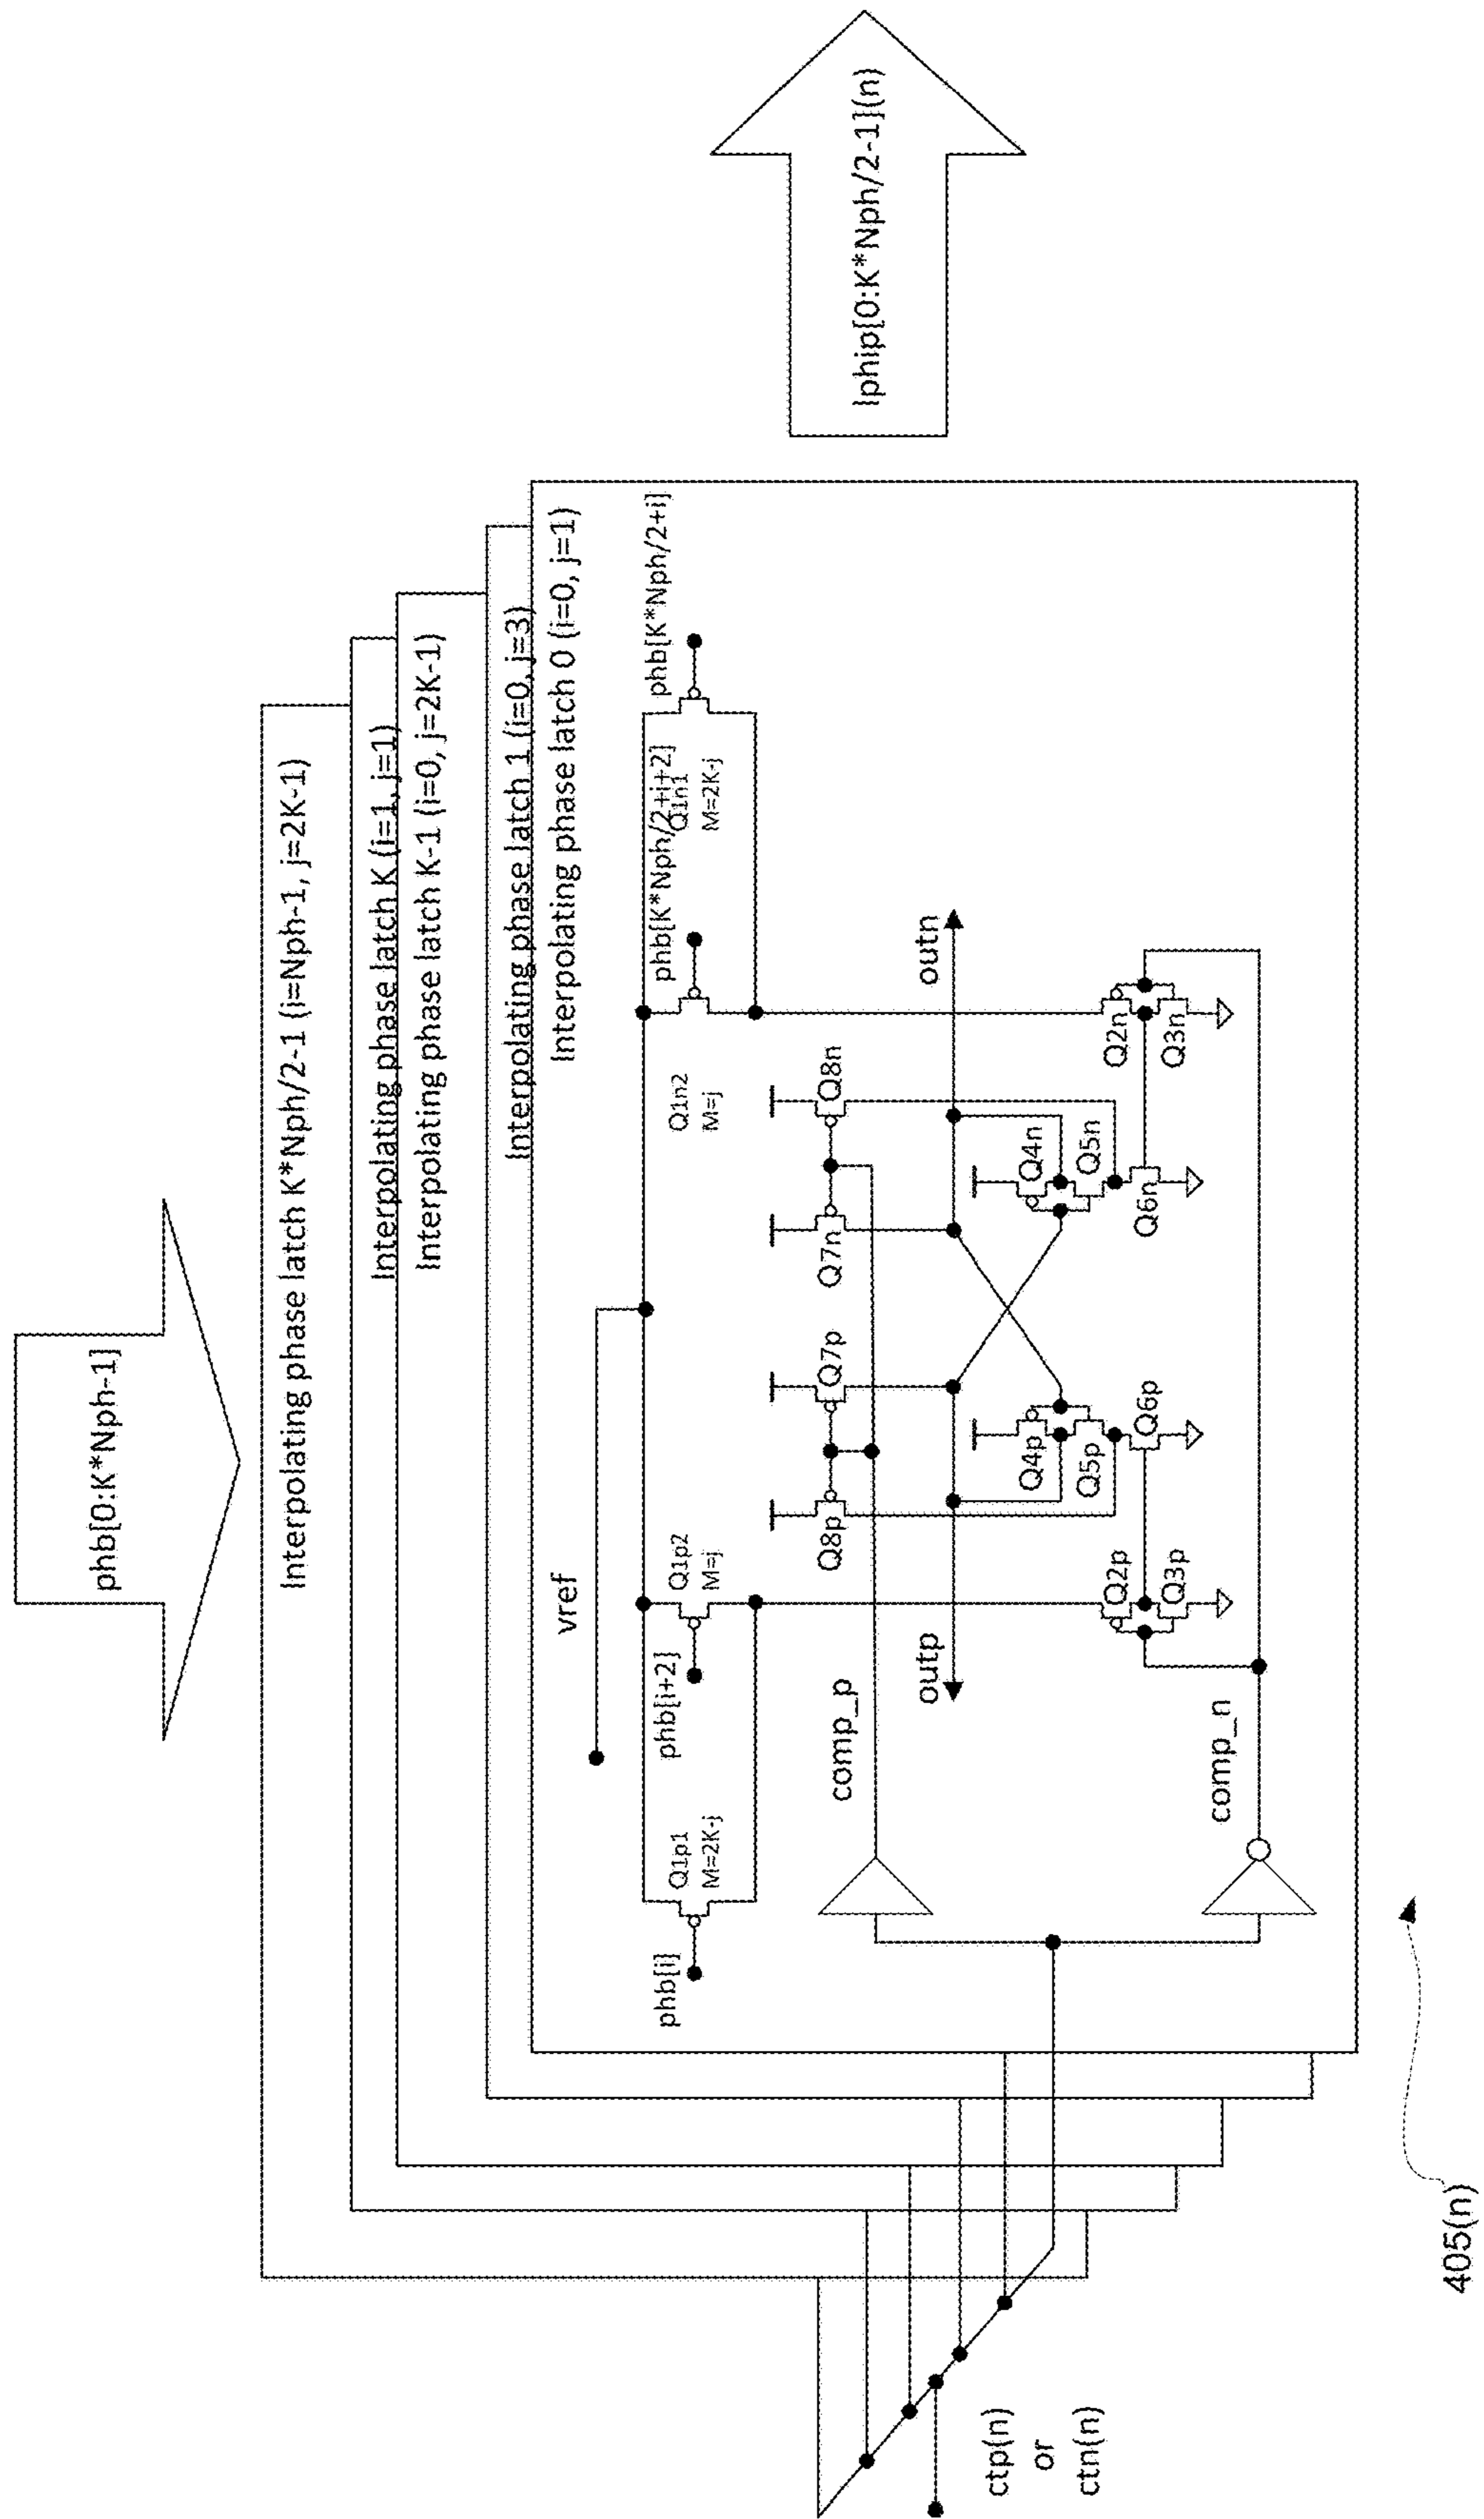 phb[0:K*Nph-1]
Interpolating phase latch K*Nph/2-1 (i=Nph-1, j=2K-1)
Interpolating phase latch K (i=1, j=1)
Interpolating phase latch K-1 (i=0, j=2K-1)
Interpolating phase latch 1 (i=0, j=3)
Interpolating phase latch 0 (i=0, j=1)
vref
phb[i]
Q1p1
M=2K-j
phb[i+2]
Q1p2
M=j
Q1n2
M=j
phb[K*Nph/2+i+2]
Q1n1
M=2K-j
phb[K*Nph/2+i]
comp_p
Q8p
Q7p
Q7n
Q8n
outp
outn
Q4p
Q5p
Q6p
Q4n
Q5n
Q6n
Q2p
Q3p
Q2n
Q3n
comp_n
ctp(n)
or
ctn(n)
lphip[0:K*Nph/2-1](n)
405(n)